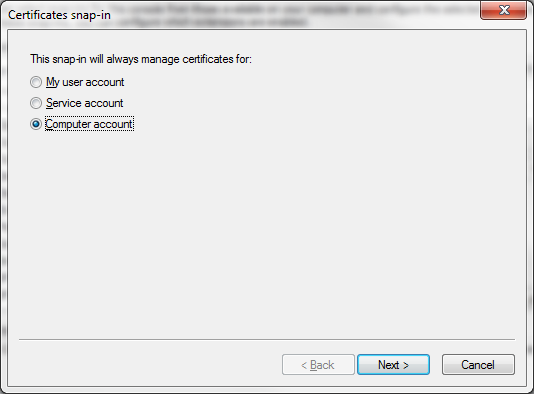 Certificates snap-in
This snap-in will always manage certificates for:
My user account
Service account
Computer account
< Back
Next >
Cancel